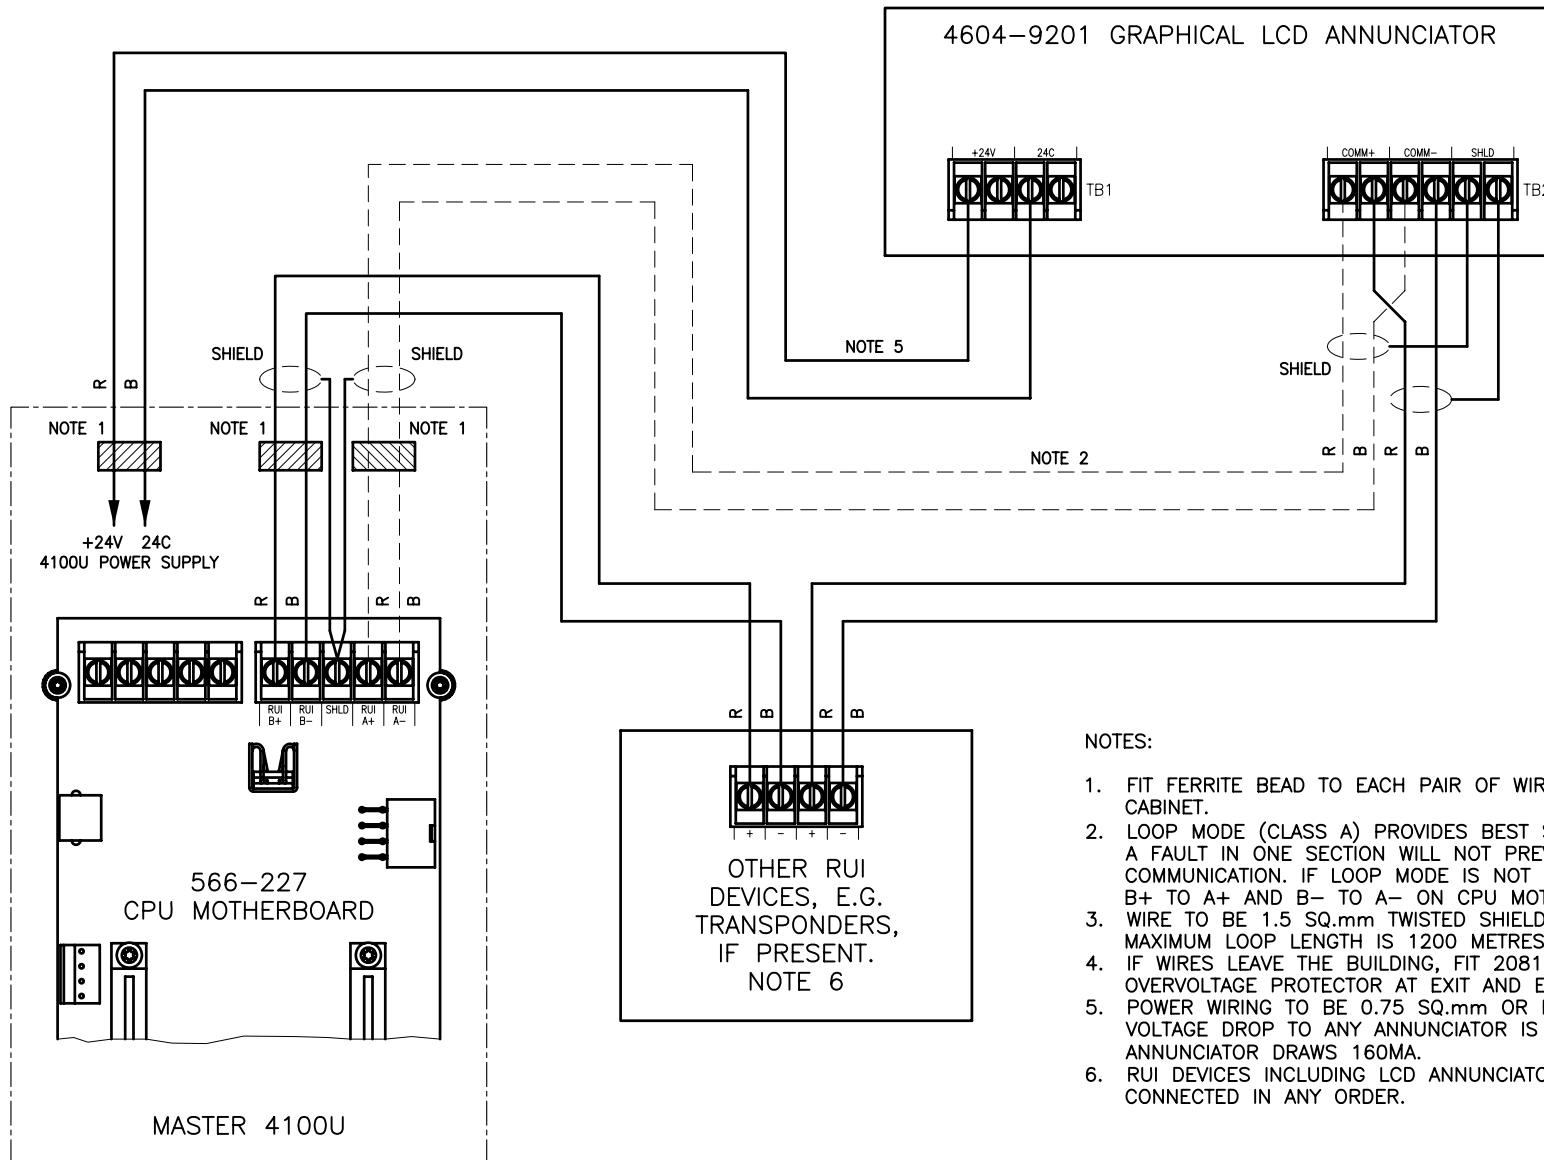 4604-9201 GRAPHICAL LCD ANNUNCIATOR
+24V 24C
TB1
COMM+ COMM- SHLD
SHIELD SHIELD
NOTE 5
SHIELD
R B
NOTE 1 NOTE 1 NOTE 1
NOTE 2
R B R B
+24V 24C
4100U POWER SUPPLY
R B R B
RUI B+ RUI B- SHLD RUI A+ RUI A-
R B R B
+ - + -
OTHER RUI
DEVICES, E.G.
TRANSPONDERS,
IF PRESENT.
NOTE 6
566-227
CPU MOTHERBOARD
MASTER 4100U
NOTES:
1. FIT FERRITE BEAD TO EACH PAIR OF
CABINET.
2. LOOP MODE (CLASS A) PROVIDES BEST
A FAULT IN ONE SECTION WILL NOT
COMMUNICATION. IF LOOP MODE IS NOT
B+ TO A+ AND B- TO A- ON CPU
3. WIRE TO BE 1.5 SQ.mm TWISTED
MAXIMUM LOOP LENGTH IS 1200 METRES
4. IF WIRES LEAVE THE BUILDING, FIT 2081
OVERVOLTAGE PROTECTOR AT EXIT AND
5. POWER WIRING TO BE 0.75 SQ.mm OR
VOLTAGE DROP TO ANY ANNUNCIATOR IS
ANNUNCIATOR DRAWS 160MA.
6. RUI DEVICES INCLUDING LCD
CONNECTED IN ANY ORDER.